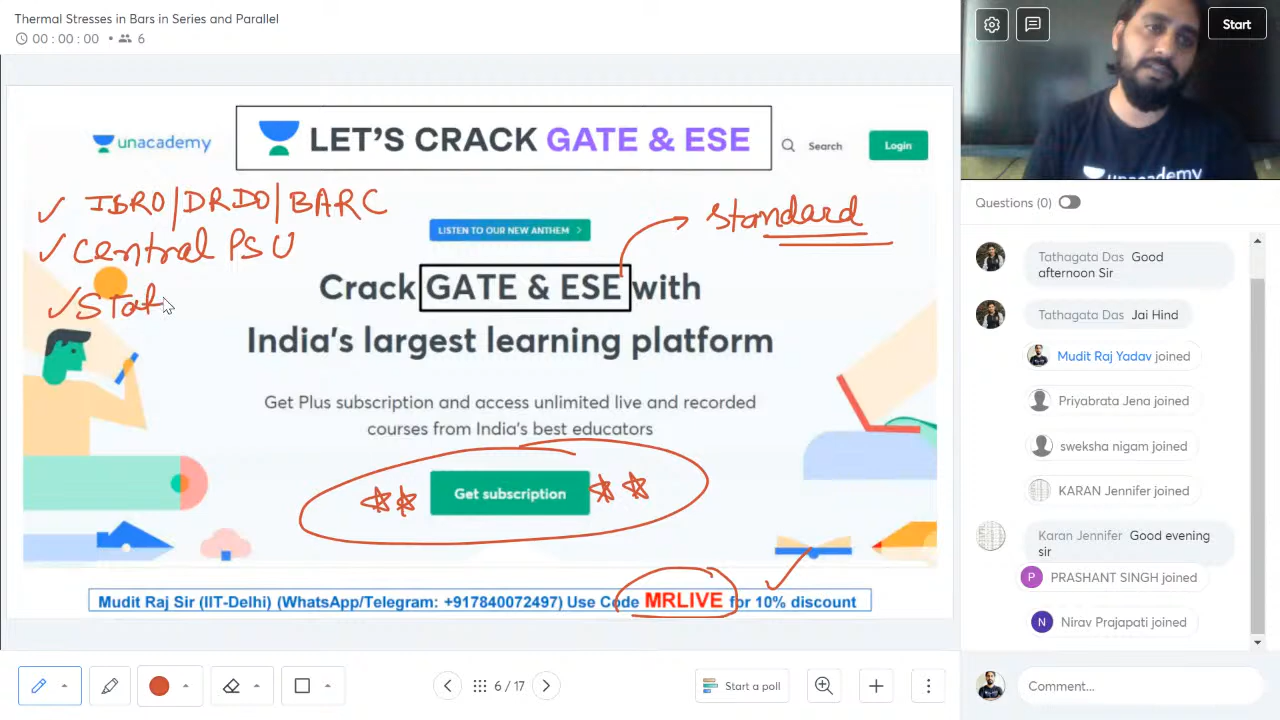 Thermal Stresses in Bars in Series and Parallel
00 : 00 : 00 • 6
Start
unacademy
LET'S CRACK GATE & ESE
Search
Login
ISRO/DRDO/BARC
Central PSU
Stat
standard
LISTEN TO OUR NEW ANTHEM
Crack GATE & ESE with
India's largest learning platform
Get Plus subscription and access unlimited live and recorded
courses from India's best educators
Get subscription
Mudit Raj Sir (IIT-Delhi) (WhatsApp/Telegram: +917840072497) Use Code MRLIVE for 10% discount
6 / 17
Start a poll
unacademy
Questions (0)
Tathagata Das Good
afternoon Sir
Tathagata Das Jai Hind
Mudit Raj Yadav joined
Priyabrata Jena joined
sweksha nigam joined
KARAN Jennifer joined
Karan Jennifer Good evening
sir
P PRASHANT SINGH joined
N Nirav Prajapati joined
Comment...